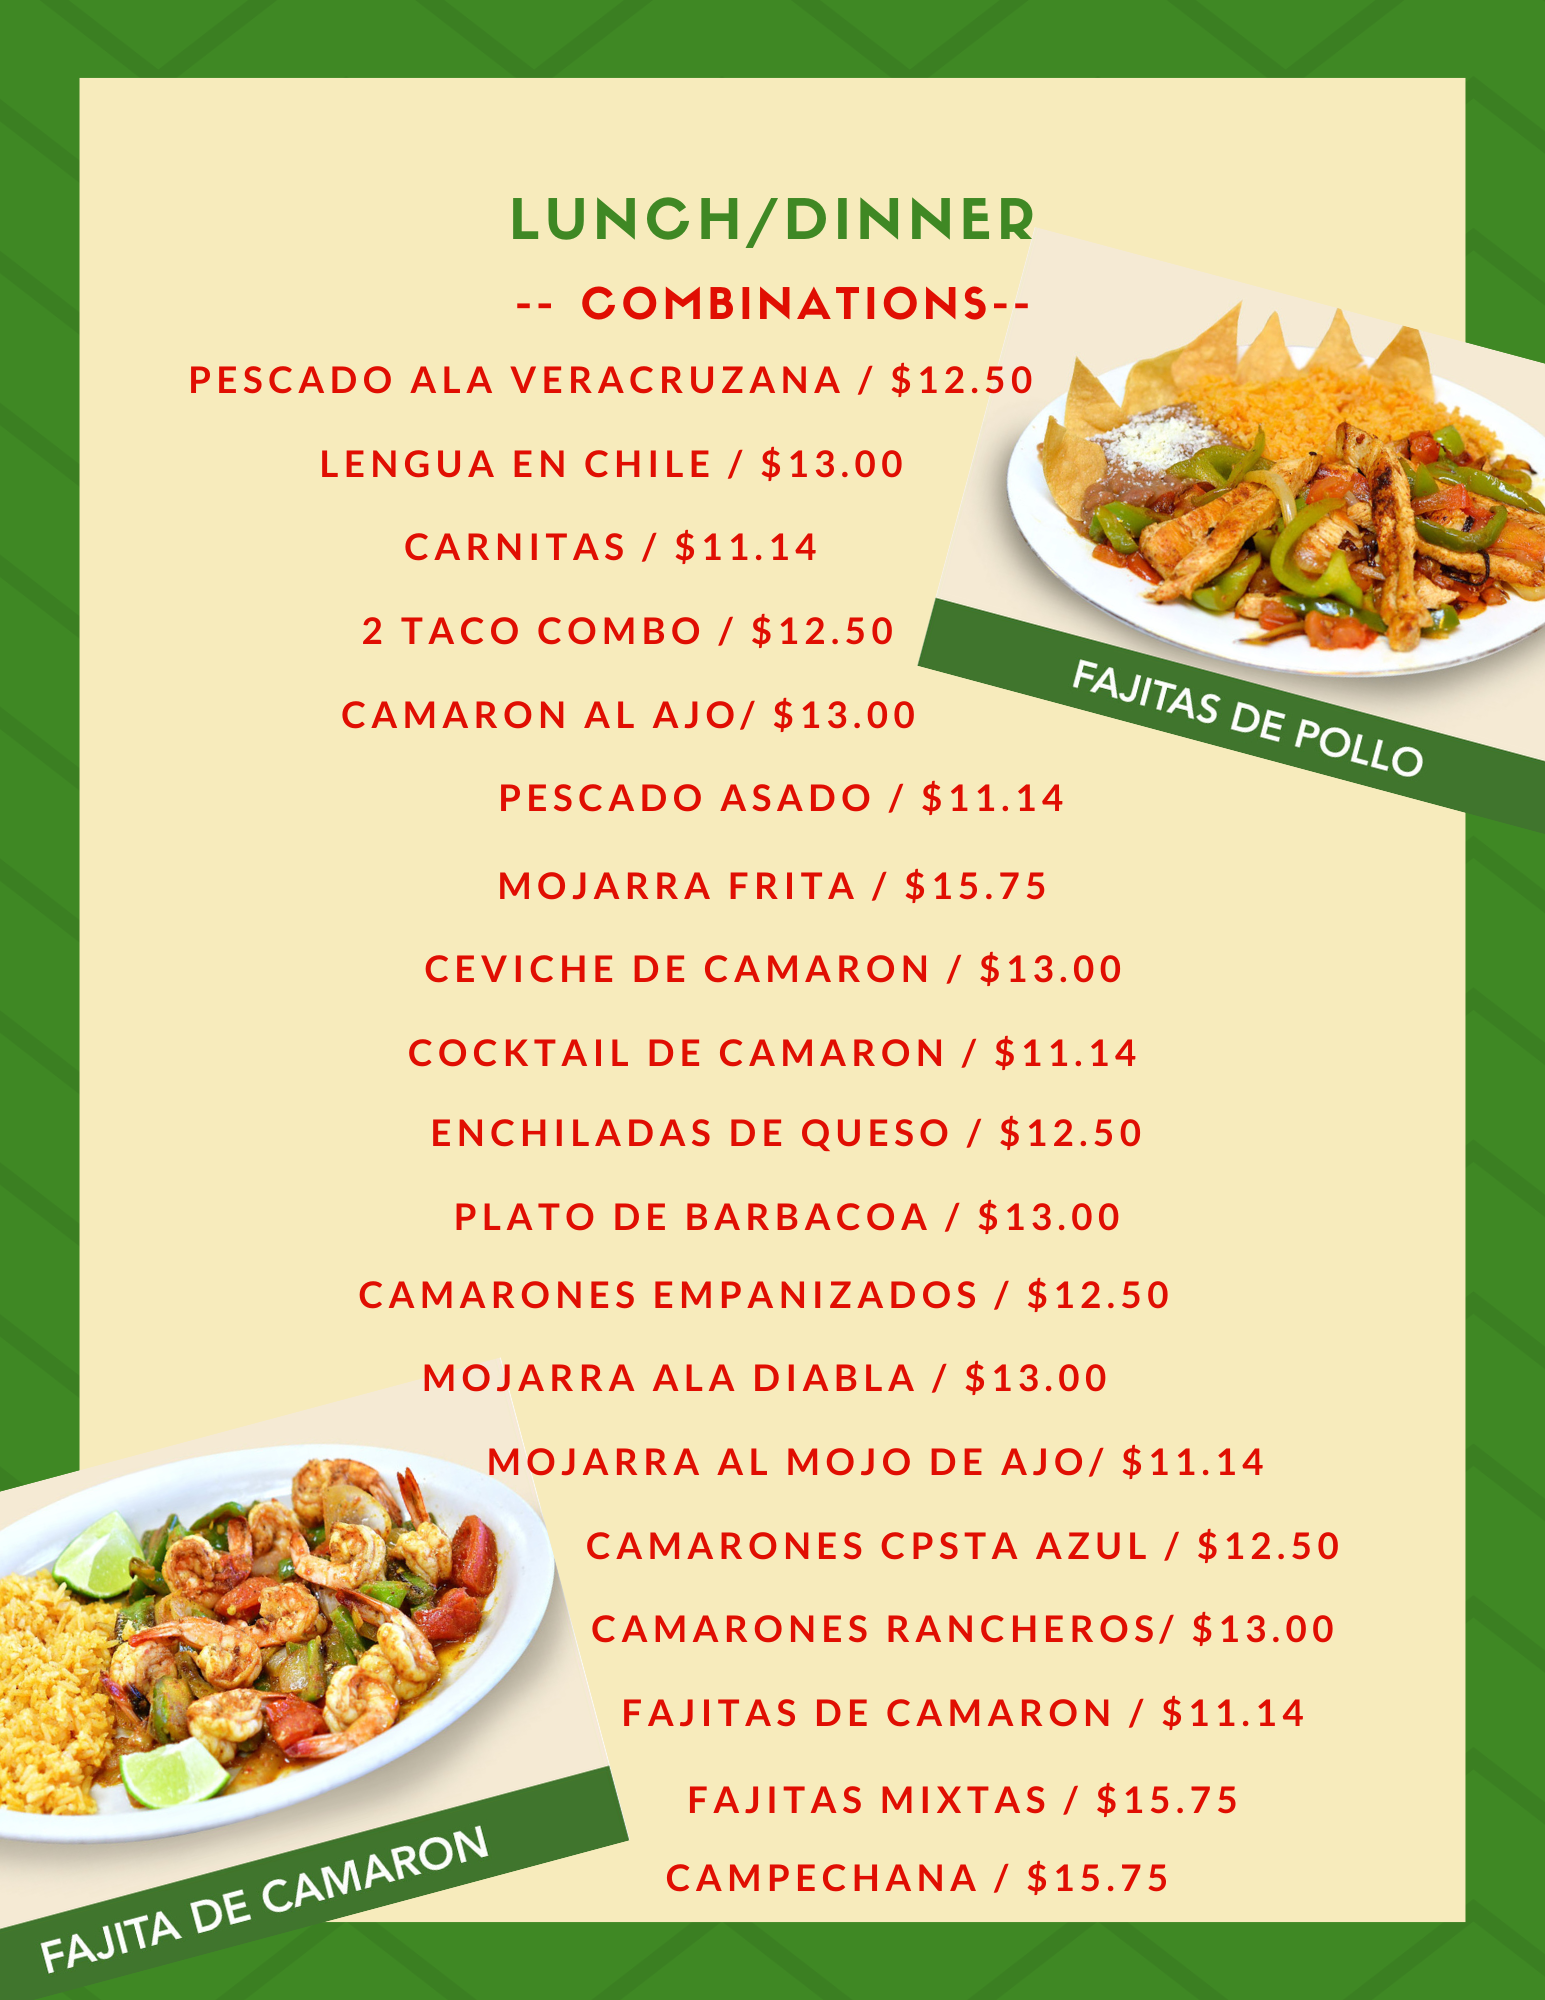 LUNCH/DINNER
-- COMBINATIONS--
PESCADO ALA VERACRUZANA / $12.50
LENGUA EN CHILE / $13.00
CARNITAS / $11.14
2 TACO COMBO / $12.50
CAMARON AL AJO/ $13.00
FAJITAS DE POLLO
PESCADO ASADO / $11.14
MOJARRA FRITA / $15.75
CEVICHE DE CAMARON / $13.00
COCKTAIL DE CAMARON / $11.14
ENCHILADAS DE QUESO / $12.50
PLATO DE BARBACOA / $13.00
CAMARONES EMPANIZADOS / $12.50
MOJARRA ALA DIABLA / $13.00
MOJARRA AL MOJO DE AJO/ $11.14
CAMARONES CPSTA AZUL / $12.50
CAMARONES RANCHEROS/ $13.00
FAJITAS DE CAMARON / $11.14
FAJITAS MIXTAS / $15.75
CAMPECHANA / $15.75
FAJITA DE CAMARON